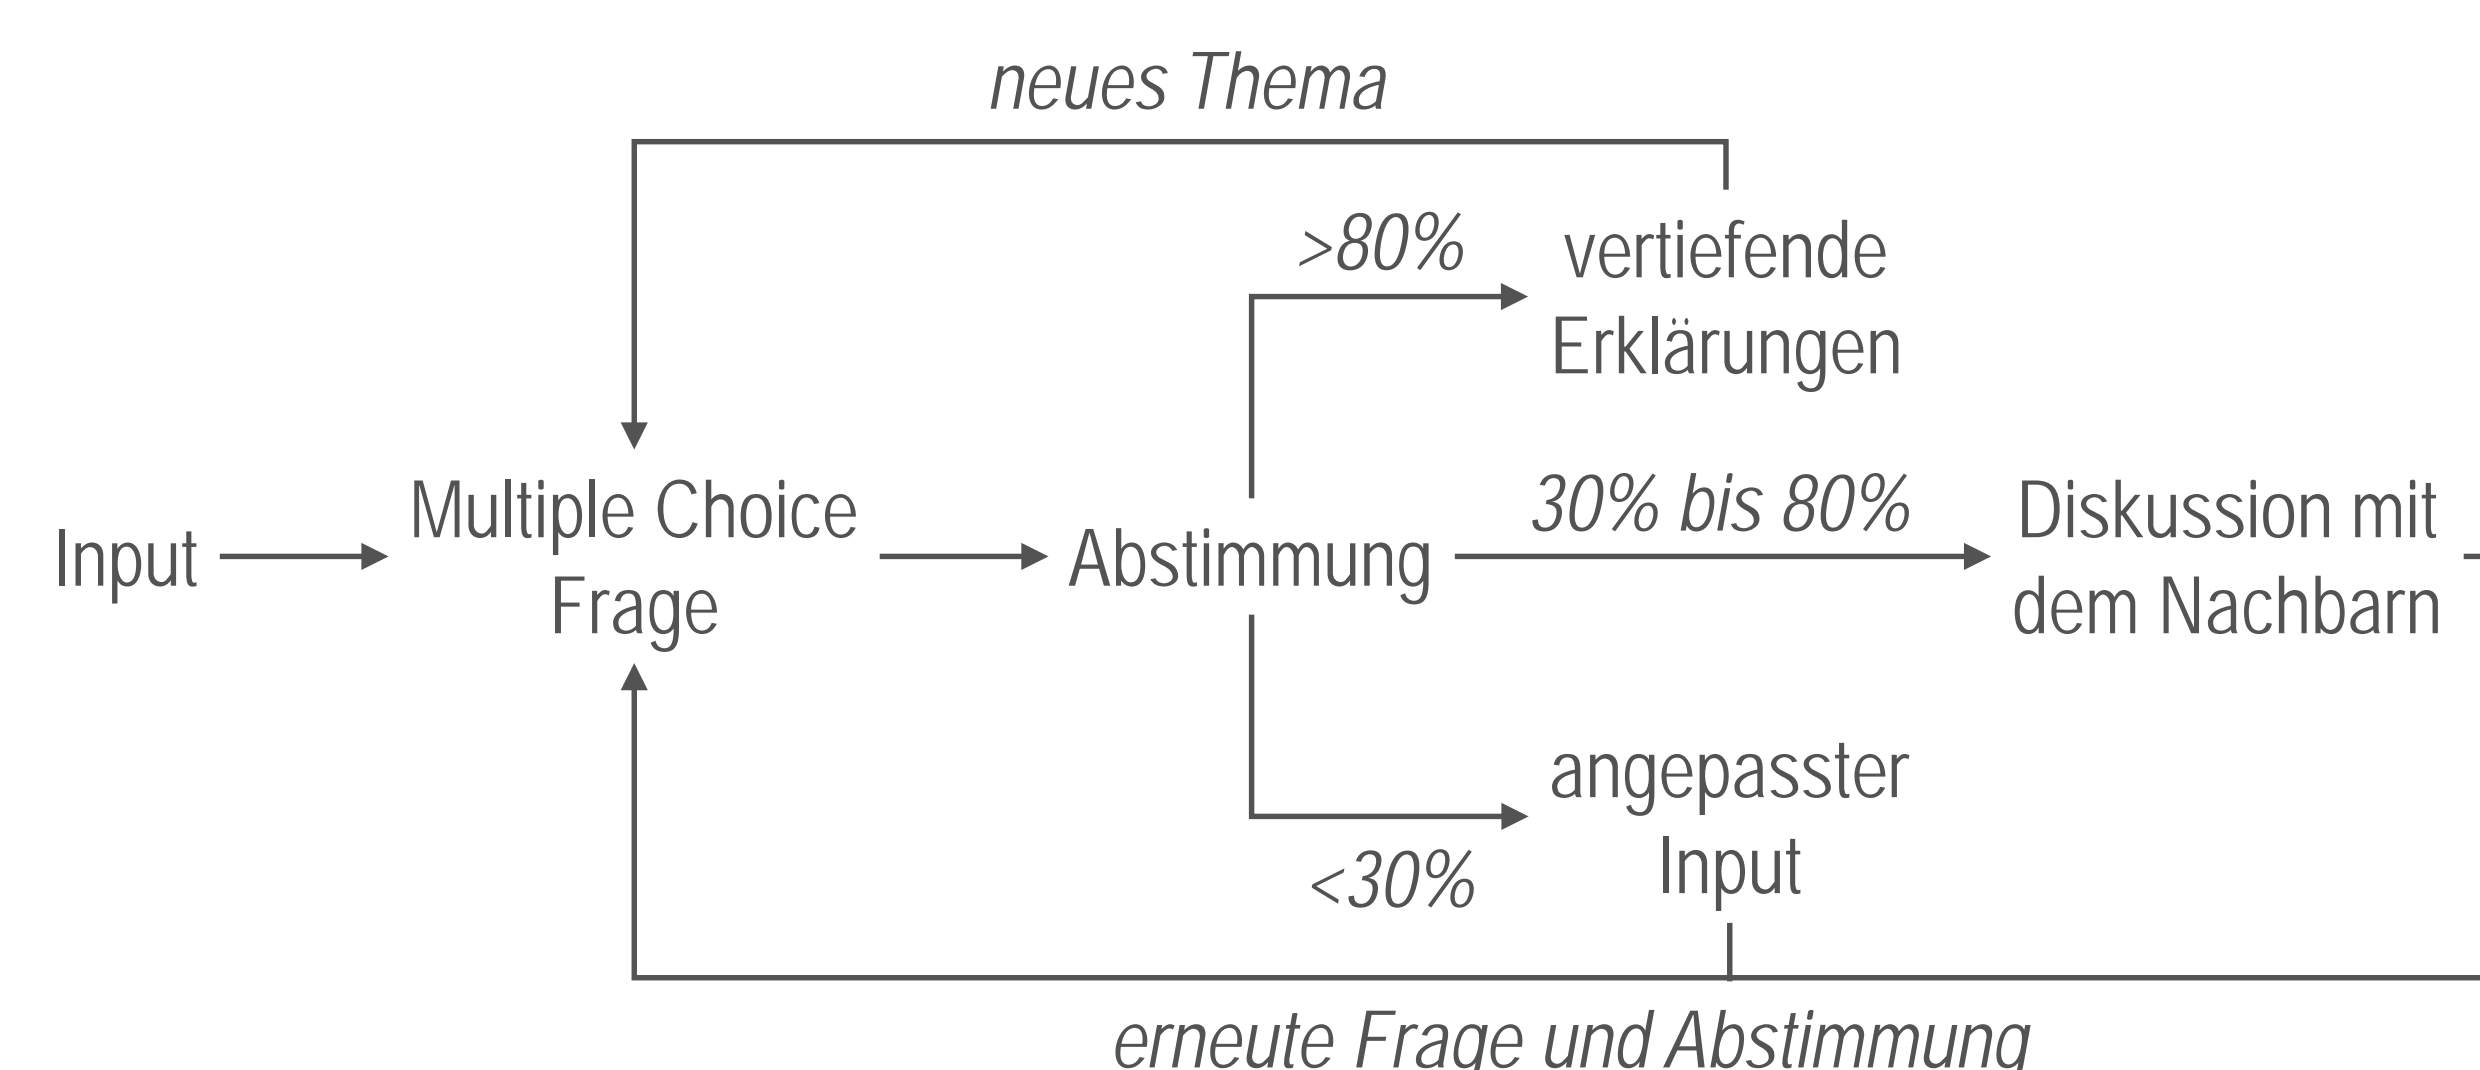 neues Thema
>80%
vertiefende
Erklärungen
Input
Multiple Choice
Frage
Abstimmung
30% bis 80%
Diskussion mit
dem Nachbarn
<30%
angepasster
Input
erneute Frage und Abstimmung